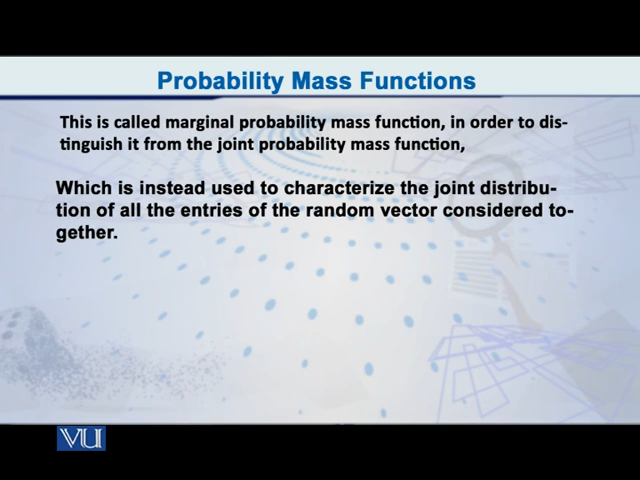 Probability Mass Functions
This is called marginal probability mass function, in order to dis-
tinguish it from the joint probability mass function,
Which is instead used to characterize the joint distribu-
tion of all the entries of the random vector considered to-
gether.
VU